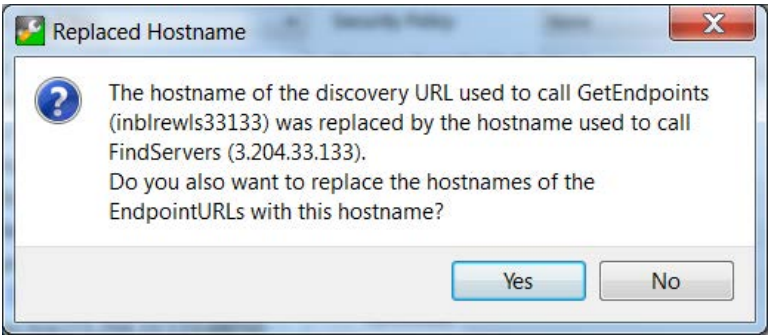 Replaced Hostname
The hostname of the discovery URL used to call GetEndpoints
(inblrewls33133) was replaced by the hostname used to call
FindServers (3.204.33.133).
Do you also want to replace the hostnames of the
EndpointURLs with this hostname?
Yes
No